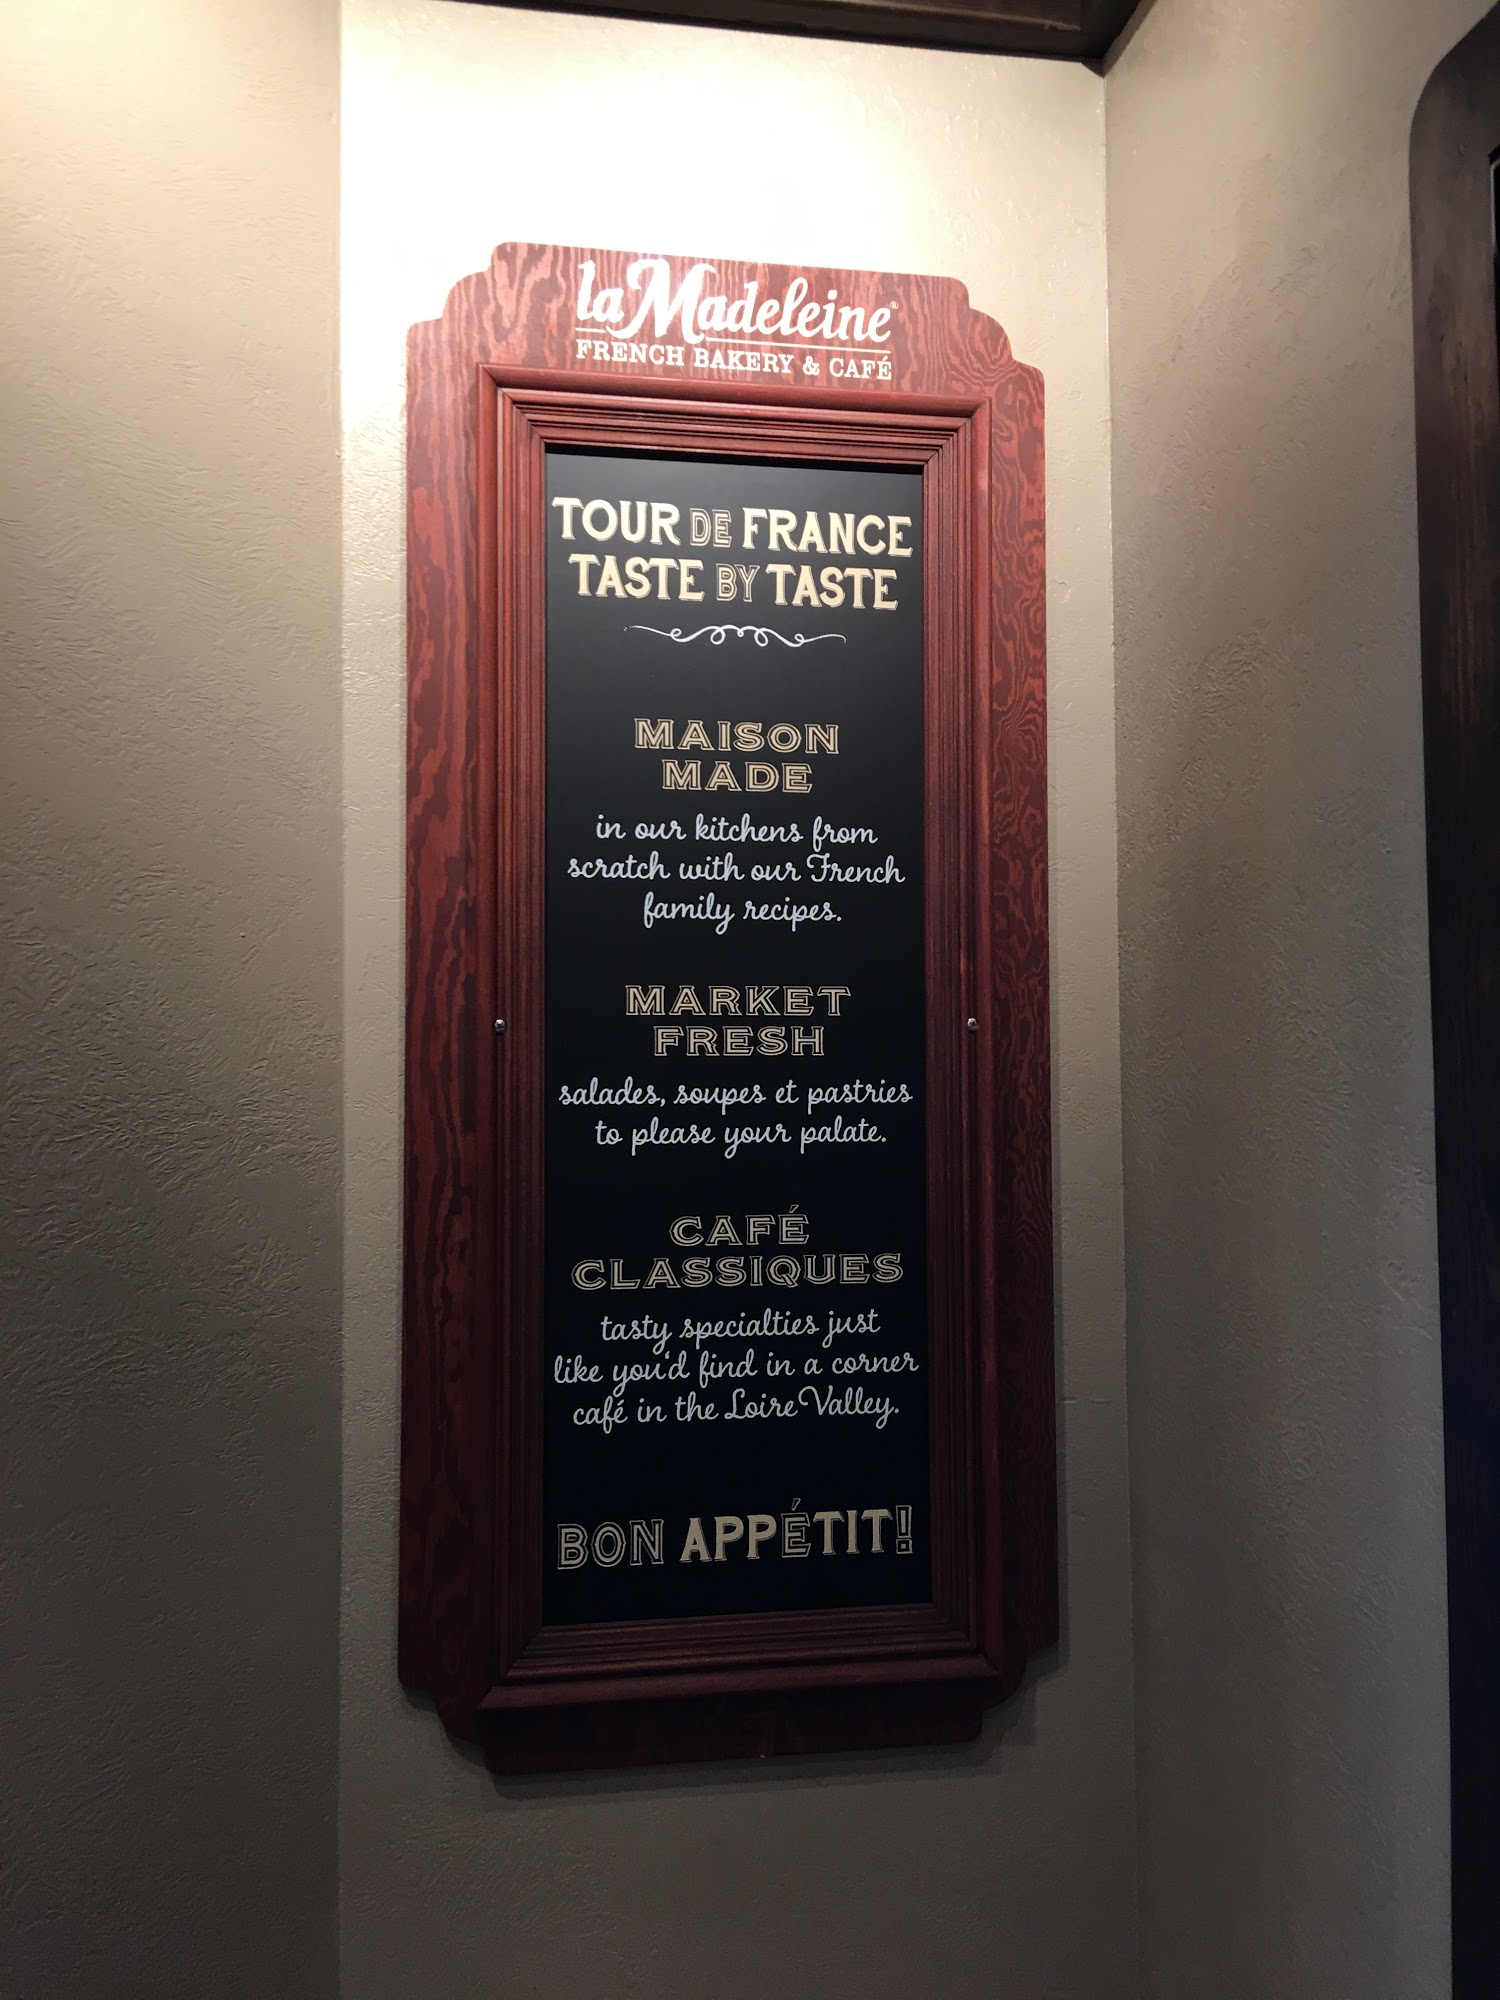 la Madeleine
FRENCH BAKERY & CAFÉ
TOUR DE FRANCE
TASTE BY TASTE
MAISON
MADE
in our kitchens from
scratch with our French
family recipes.
MARKET
FRESH
salades, soupes et pastries
to please your palate.
CAFÉ
CLASSIQUES
tasty specialties just
like you'd find in a corner
café in the Loire Valley.
BON APPÉTIT!